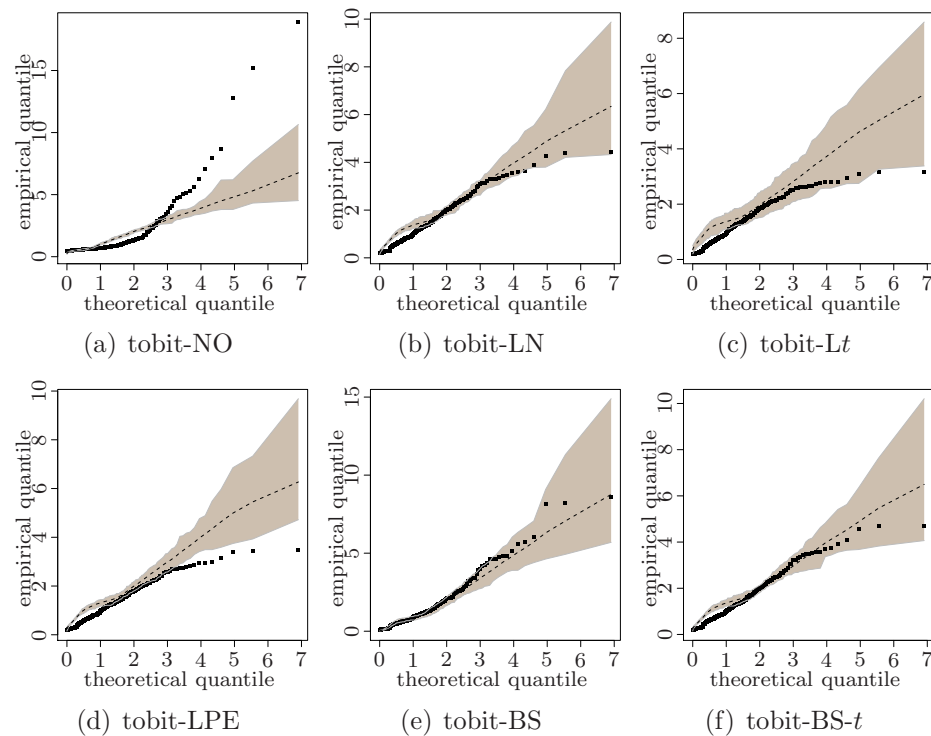 empirical quantile
0 5 10 15
0 1 2 3 4 5 6 7
theoretical quantile
(a) tobit-NO
empirical quantile
0 2 4 6 8 10
0 1 2 3 4 5 6 7
theoretical quantile
(b) tobit-LN
empirical quantile
0 2 4 6 8
0 1 2 3 4 5 6 7
theoretical quantile
(c) tobit-Lt
empirical quantile
0 2 4 6 8 10
0 1 2 3 4 5 6 7
theoretical quantile
(d) tobit-LPE
empirical quantile
0 5 10 15
0 1 2 3 4 5 6 7
theoretical quantile
(e) tobit-BS
empirical quantile
0 2 4 6 8 10
0 1 2 3 4 5 6 7
theoretical quantile
(f) tobit-BS-t